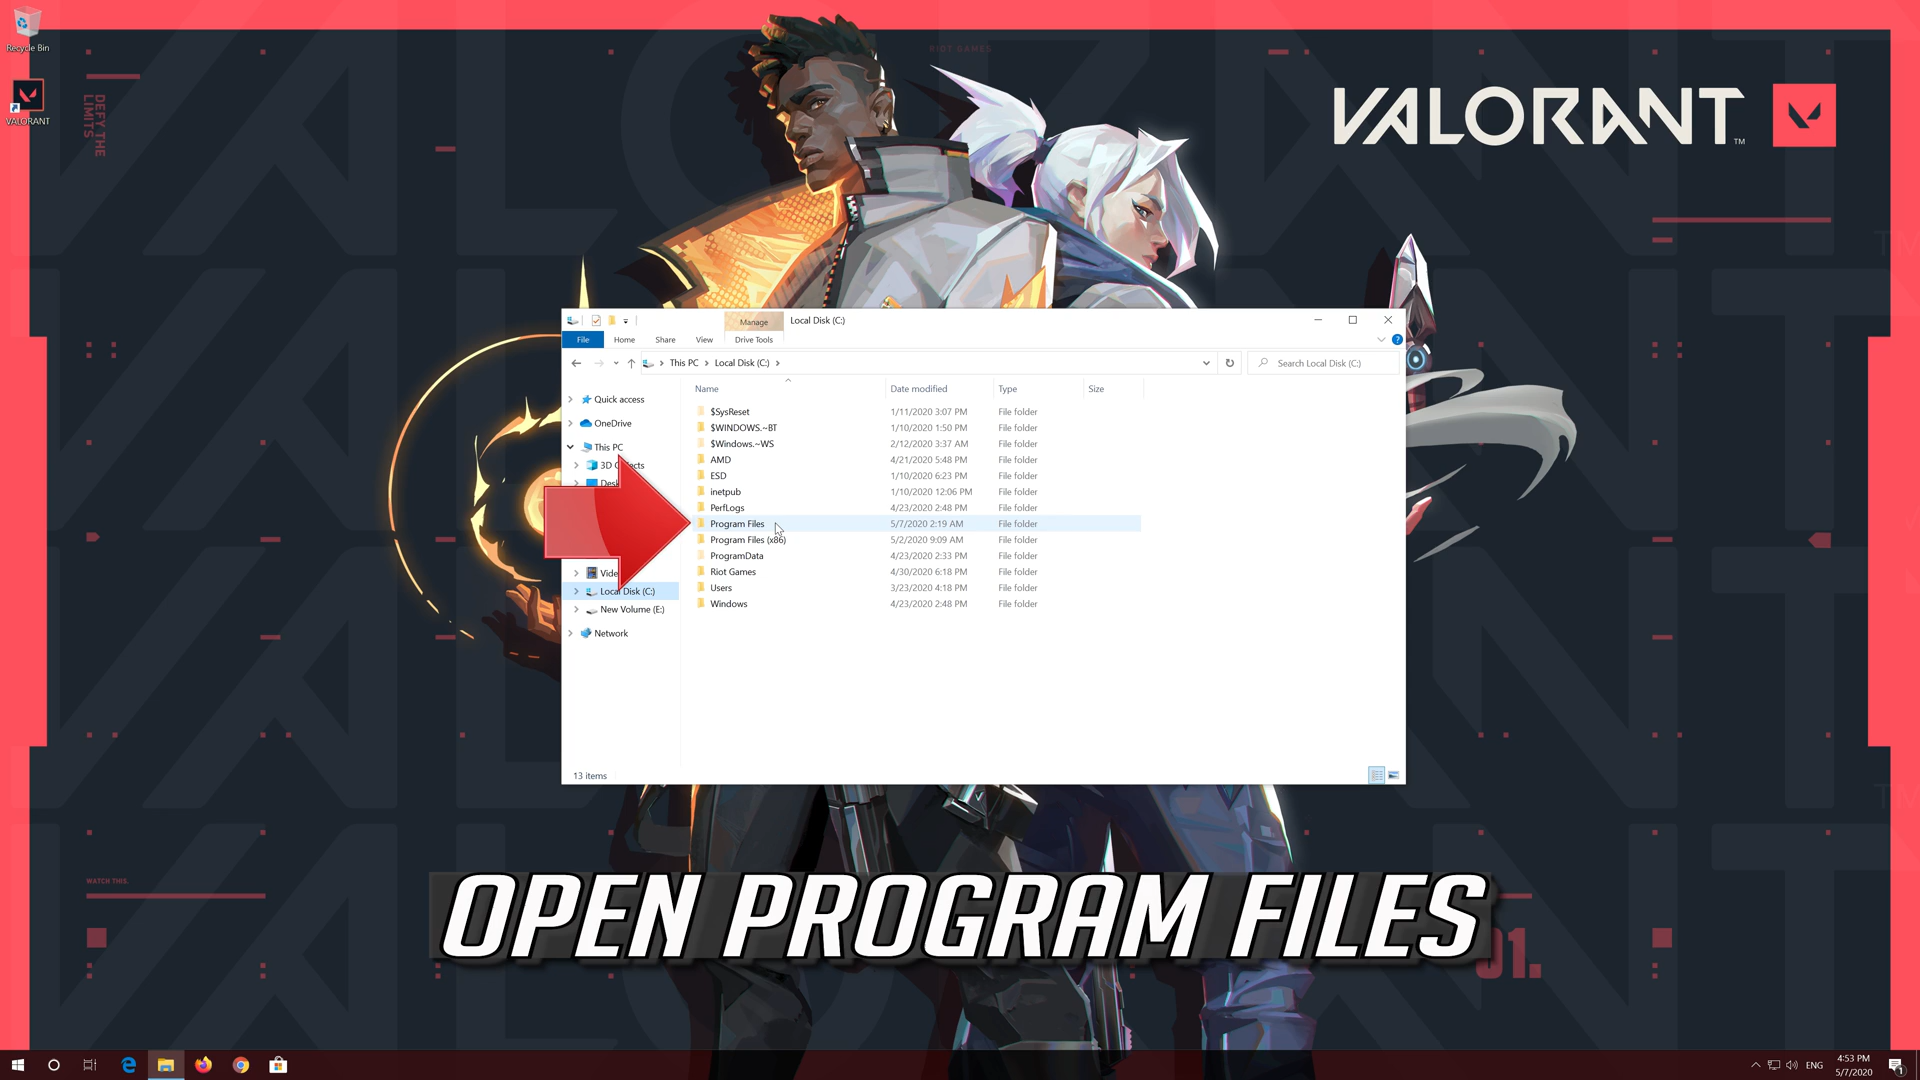 Recycle Bin
VALORANT
DEFY THE
LIMITS
RIOT GAMES
VALORANT™
Manage
Local Disk (C:)
File
Home
Share
View
Drive Tools
This PC
Local Disk (C:)
Search Local Disk (C:)
Name
Date modified
Type
Size
Quick access
OneDrive
This PC
Network
New Volume (E:)
Local Disk (C:)
$SysReset 1/11/2020 3:07 PM File folder
$WINDOWS.~BT 1/10/2020 1:50 PM File folder
$Windows.~WS 2/12/2020 3:37 AM File folder
AMD 4/21/2020 5:48 PM File folder
ESD 1/10/2020 6:23 PM File folder
inetpub 1/10/2020 12:06 PM File folder
PerfLogs 4/23/2020 2:48 PM File folder
Program Files 5/7/2020 2:19 AM File folder
Program Files (x86) 5/2/2020 9:09 AM File folder
ProgramData 4/23/2020 2:33 PM File folder
Riot Games 4/30/2020 6:18 PM File folder
Users 3/23/2020 4:18 PM File folder
Windows 4/23/2020 2:48 PM File folder
13 items
WATCH THIS.
OPEN PROGRAM FILES
01.
ENG
4:53 PM
5/7/2020
1